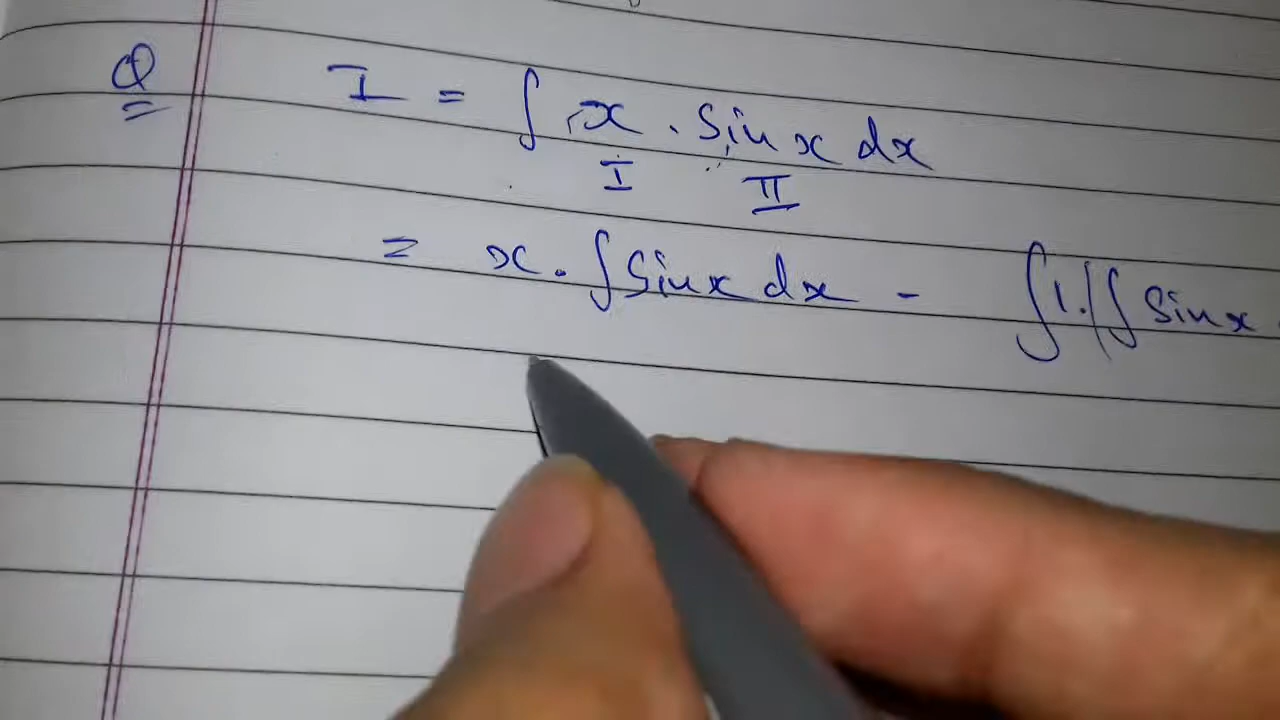 Q I = ∫ x . Sin x dx
I II
= x . ∫ Sin x dx - ∫ 1. (∫ Sin x .